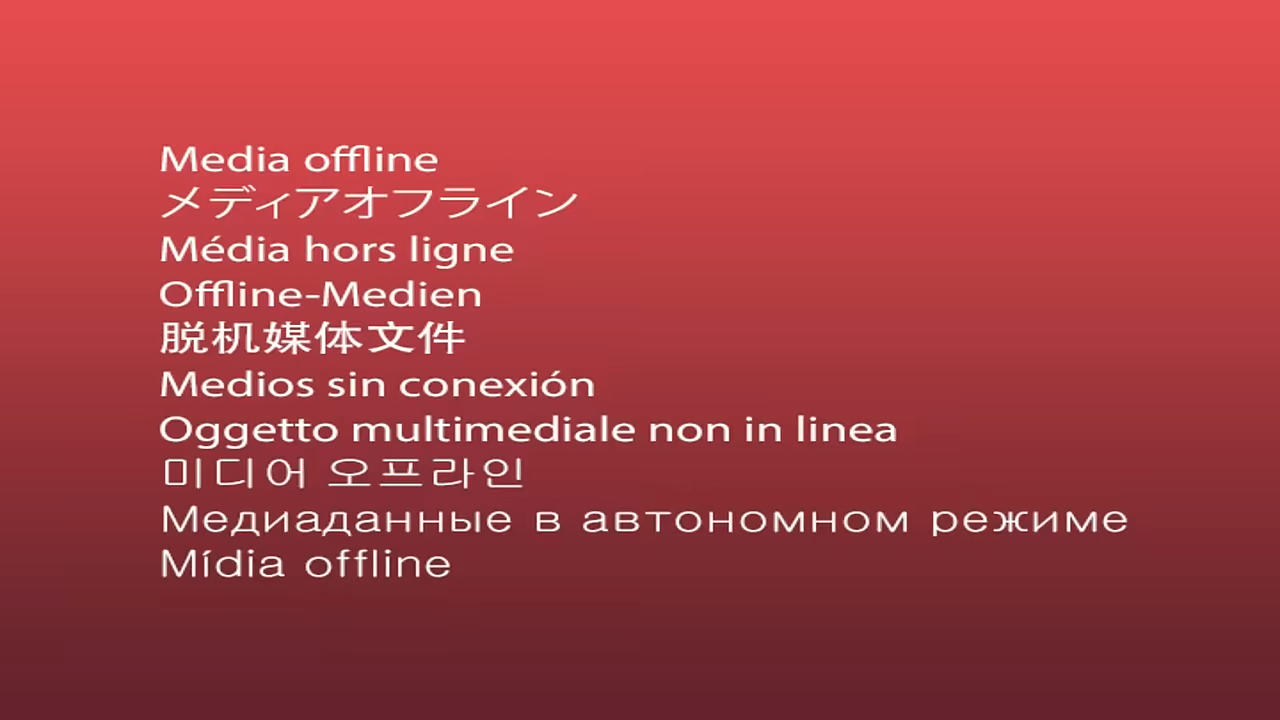 Media offline
メディアオフライン
Média hors ligne
Offline-Medien
脱机媒体文件
Medios sin conexión
Oggetto multimediale non in linea
미디어 오프라인
Медиаданные в автономном режиме
Mídia offline